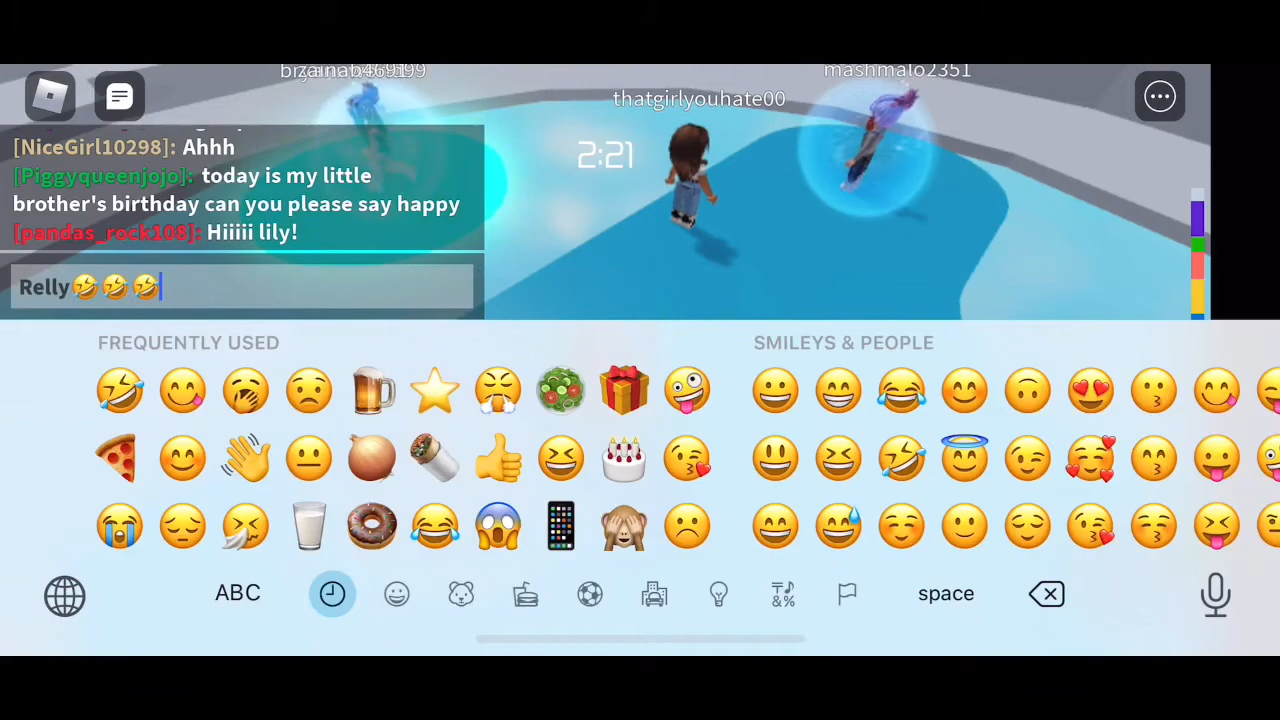 mashmalo2351
thatgirlyouhate00
2:21
[NiceGirl10298]: Ahhh
[Piggyqueenjojo]: today is my little
brother's birthday can you please say happy
[pandas_rock108]: Hiiiii lily!
Relly🤣🤣🤣
FREQUENTLY USED
SMILEYS & PEOPLE
ABC
space